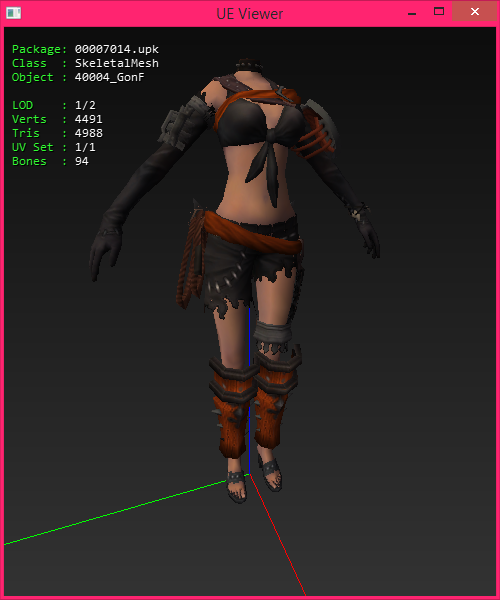 UE Viewer
Package: 00007014.upk
Class : SkeletalMesh
Object : 40004_GonF
LOD : 1/2
Verts : 4491
Tris : 4988
UV Set : 1/1
Bones : 94